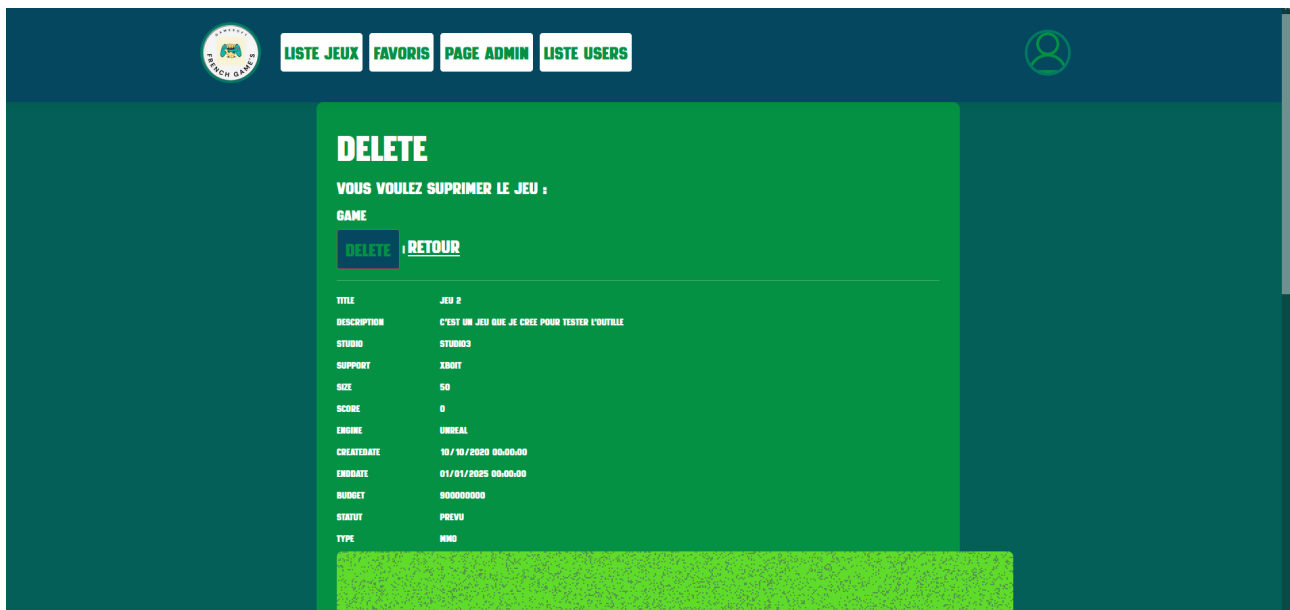 GAMESOFT
FRENCH GAME'S
LISTE JEUX FAVORIS PAGE ADMIN LISTE USERS
DELETE
VOUS VOULEZ SUPRIMER LE JEU :
GAME
DELETE | RETOUR
TITLE JEU 2
DESCRIPTION C'EST UN JEU QUE JE CREE POUR TESTER L'OUTILLE
STUDIO STUDIO3
SUPPORT XBOIT
SIZE 50
SCORE 0
ENGINE UNREAL
CREATEDATE 10/10/2020 00:00:00
ENDDATE 01/01/2025 00:00:00
BUDGET 900000000
STATUT PREVU
TYPE MMO